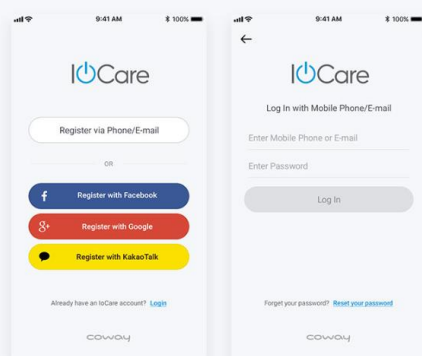 9:41 AM 100%
IoCare
Register via Phone/E-mail
OR
Register with Facebook
Register with Google
Register with KakaoTalk
Already have an IoCare account? Login
coway
9:41 AM 100%
IoCare
Log In with Mobile Phone/E-mail
Enter Mobile Phone or E-mail
Enter Password
Log In
Forget your password? Reset your password
coway